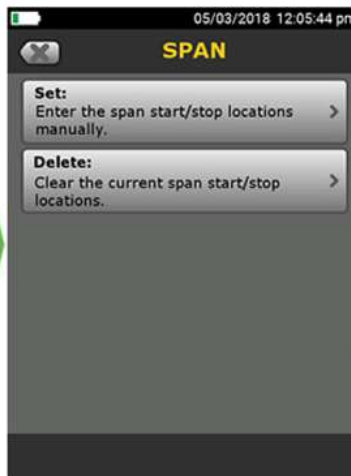 05/03/2018 12:05:44 pm
SPAN
Set:
Enter the span start/stop locations
manually.
Delete:
Clear the current span start/stop
locations.